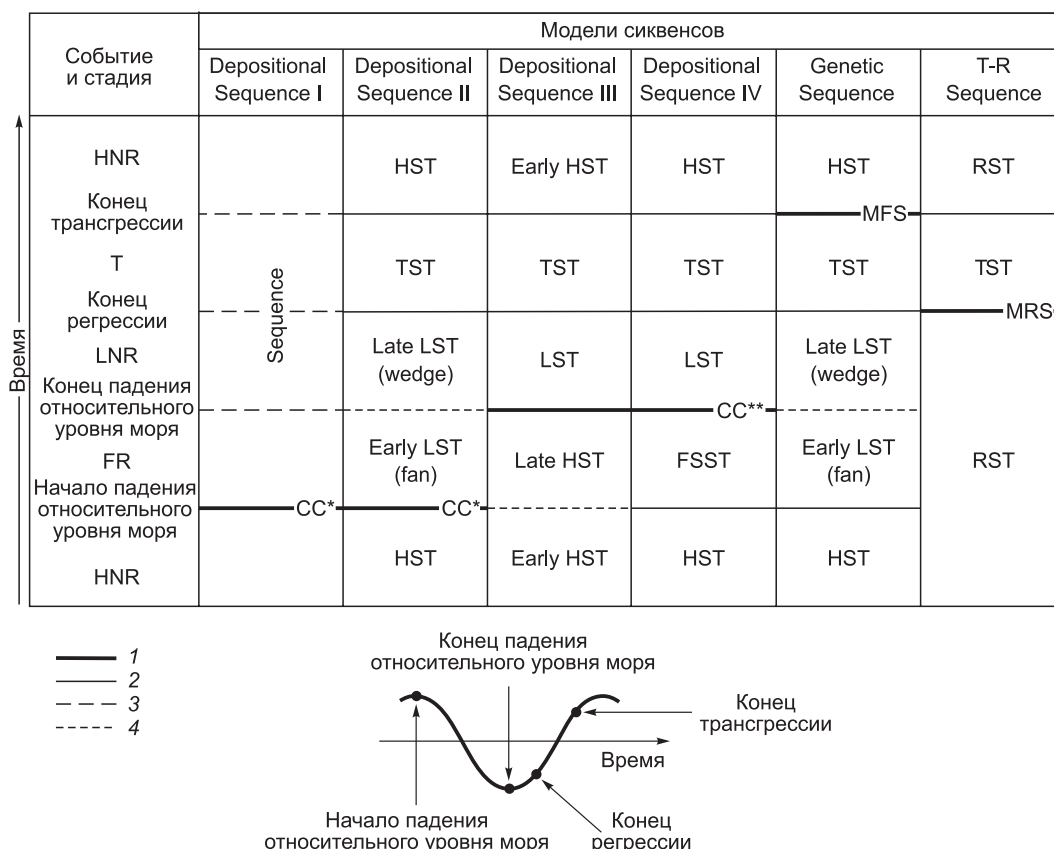 Событие
и стадия
Модели сиквенсов
Depositional
Sequence I
Depositional
Sequence II
Depositional
Sequence III
Depositional
Sequence IV
Genetic
Sequence
T-R
Sequence
Время
HNR
HST
Early HST
HST
HST
RST
Конец
трансгрессии
MFS
T
Sequence
TST
TST
TST
TST
TST
Конец
регрессии
MRS
LNR
Late LST
(wedge)
LST
LST
Late LST
(wedge)
Конец падения
относительного
уровня моря
CC**
FR
Early LST
(fan)
Late HST
FSST
Early LST
(fan)
RST
Начало падения
относительного
уровня моря
CC*
CC*
HNR
HST
Early HST
HST
HST
1
2
3
4
Конец падения
относительного уровня моря
Конец
трансгрессии
Время
Начало падения
относительного уровня моря
Конец
регрессии